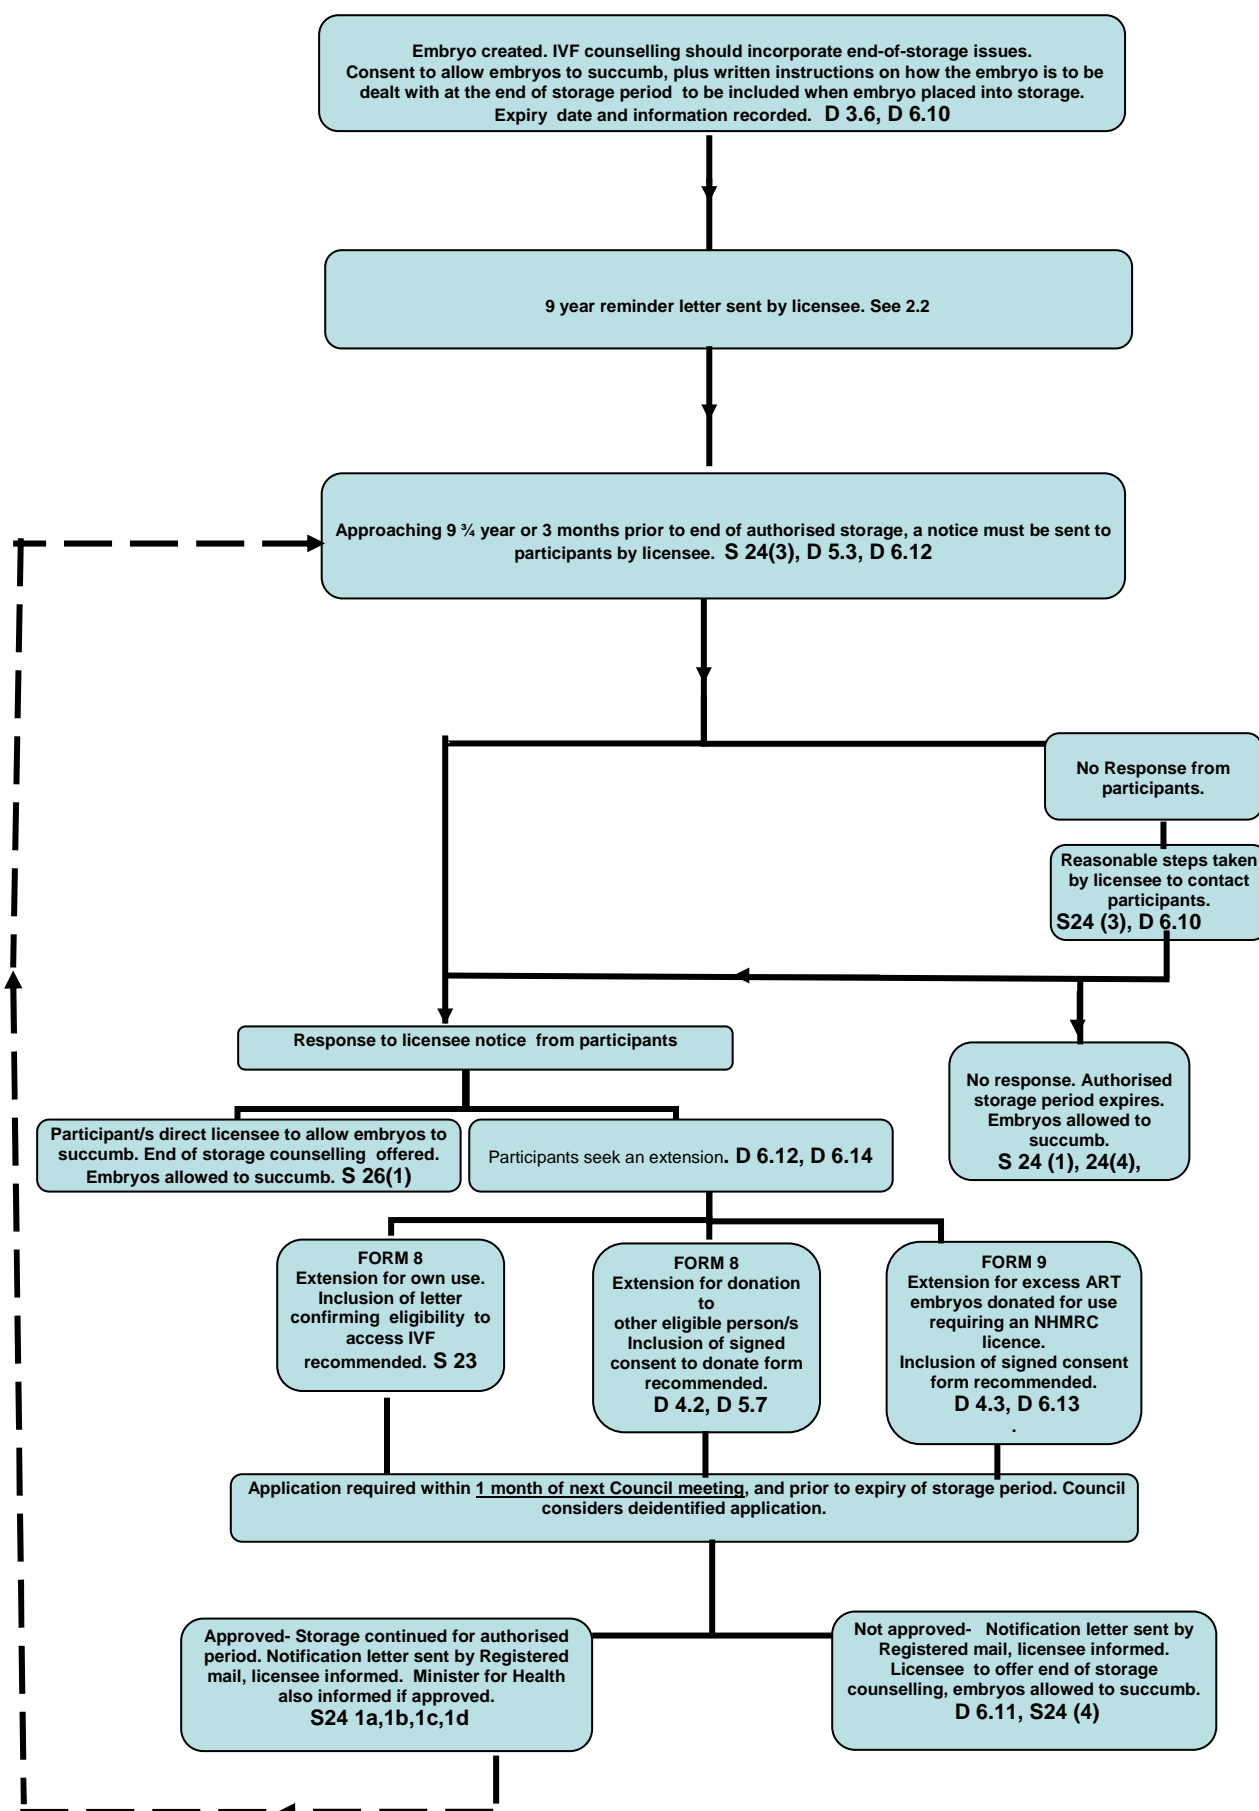 Embryo created. IVF counselling should incorporate end-of-storage issues.
Consent to allow embryos to succumb, plus written instructions on how the embryo is to be
dealt with at the end of storage period to be included when embryo placed into storage.
Expiry date and information recorded. D 3.6, D 6.10
9 year reminder letter sent by licensee. See 2.2
Approaching 9 ¾ year or 3 months prior to end of authorised storage, a notice must be sent to
participants by licensee. S 24(3), D 5.3, D 6.12
No Response from
participants.
Reasonable steps taken
by licensee to contact
participants.
S24 (3), D 6.10
Response to licensee notice from participants
No response. Authorised
storage period expires.
Embryos allowed to
succumb.
S 24 (1), 24(4),
Participant/s direct licensee to allow embryos to
succumb. End of storage counselling offered.
Embryos allowed to succumb. S 26(1)
Participants seek an extension. D 6.12, D 6.14
FORM 8
Extension for own use.
Inclusion of letter
confirming eligibility to
access IVF
recommended. S 23
FORM 8
Extension for donation
to
other eligible person/s
Inclusion of signed
consent to donate form
recommended.
D 4.2, D 5.7
FORM 9
Extension for excess ART
embryos donated for use
requiring an NHMRC
licence.
Inclusion of signed consent
form recommended.
D 4.3, D 6.13
.
Application required within 1 month of next Council meeting, and prior to expiry of storage period. Council
considers deidentified application.
Approved- Storage continued for authorised
period. Notification letter sent by Registered
mail, licensee informed. Minister for Health
also informed if approved.
S24 1a,1b,1c,1d
Not approved- Notification letter sent by
Registered mail, licensee informed.
Licensee to offer end of storage
counselling, embryos allowed to succumb.
D 6.11, S24 (4)